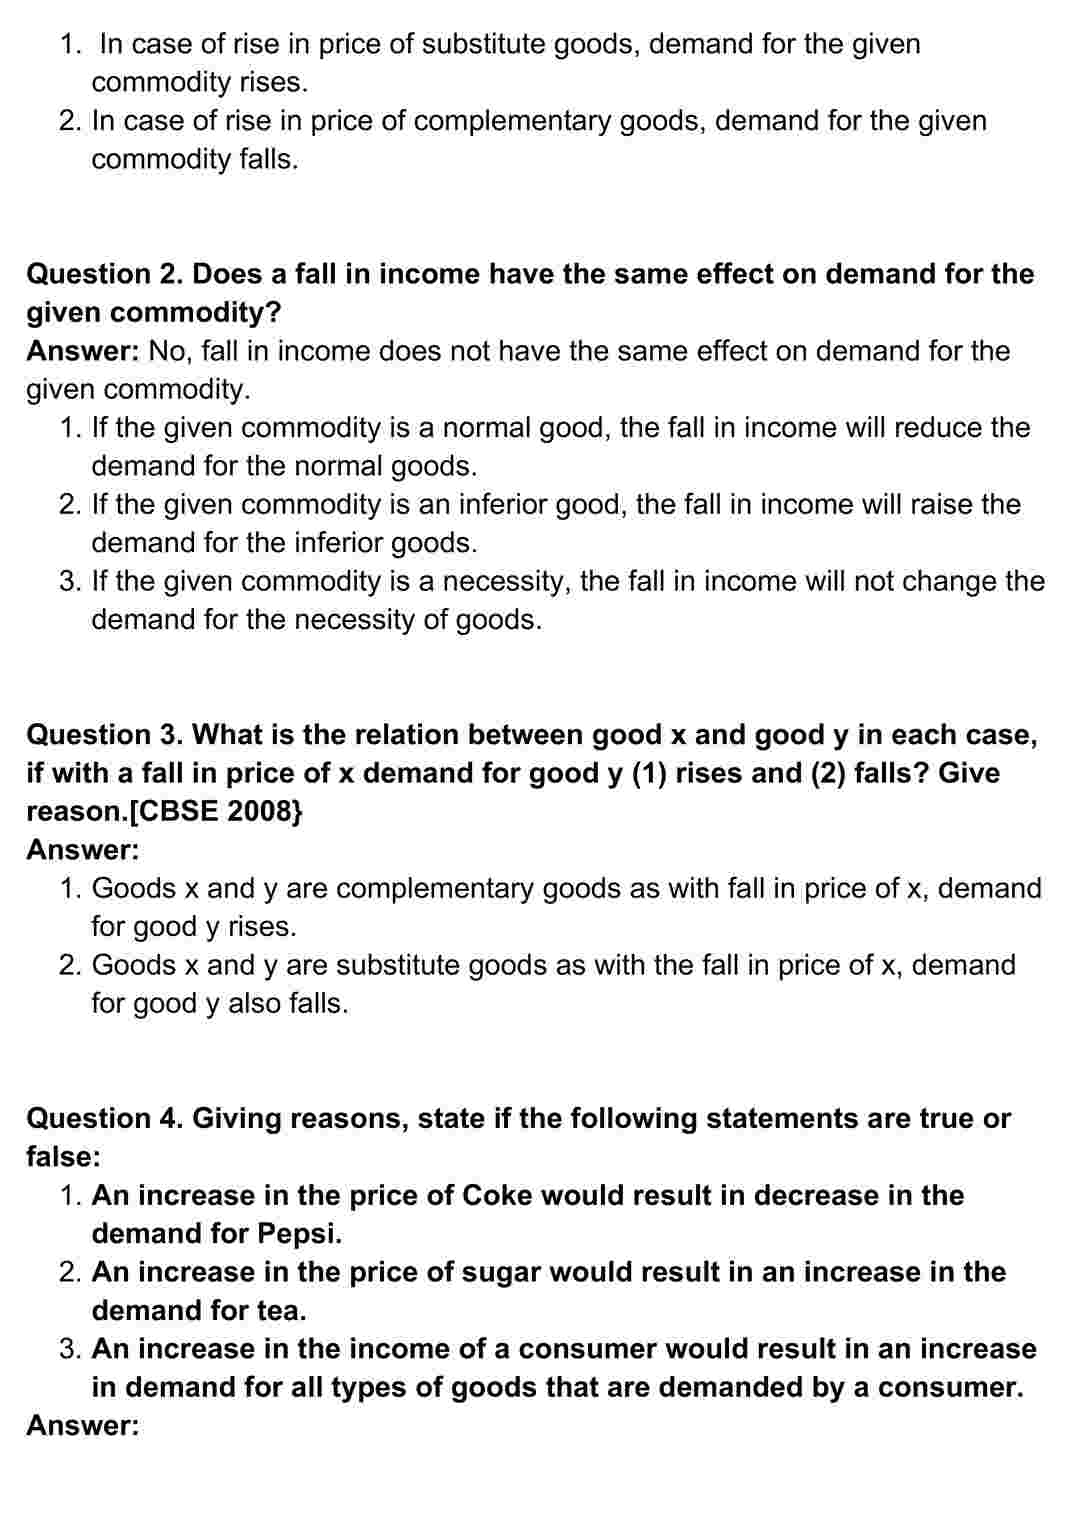 1. In case of rise in price of substitute goods, demand for the given
commodity rises.
2. In case of rise in price of complementary goods, demand for the given
commodity falls.
Question 2. Does a fall in income have the same effect on demand for the
given commodity?
Answer: No, fall in income does not have the same effect on demand for the
given commodity.
1. If the given commodity is a normal good, the fall in income will reduce the
demand for the normal goods.
2. If the given commodity is an inferior good, the fall in income will raise the
demand for the inferior goods.
3. If the given commodity is a necessity, the fall in income will not change the
demand for the necessity of goods.
Question 3. What is the relation between good x and good y in each case,
if with a fall in price of x demand for good y (1) rises and (2) falls? Give
reason.[CBSE 2008}
Answer:
1. Goods x and y are complementary goods as with fall in price of x, demand
for good y rises.
2. Goods x and y are substitute goods as with the fall in price of x, demand
for good y also falls.
Question 4. Giving reasons, state if the following statements are true or
false:
1. An increase in the price of Coke would result in decrease in the
demand for Pepsi.
2. An increase in the price of sugar would result in an increase in the
demand for tea.
3. An increase in the income of a consumer would result in an increase
in demand for all types of goods that are demanded by a consumer.
Answer: